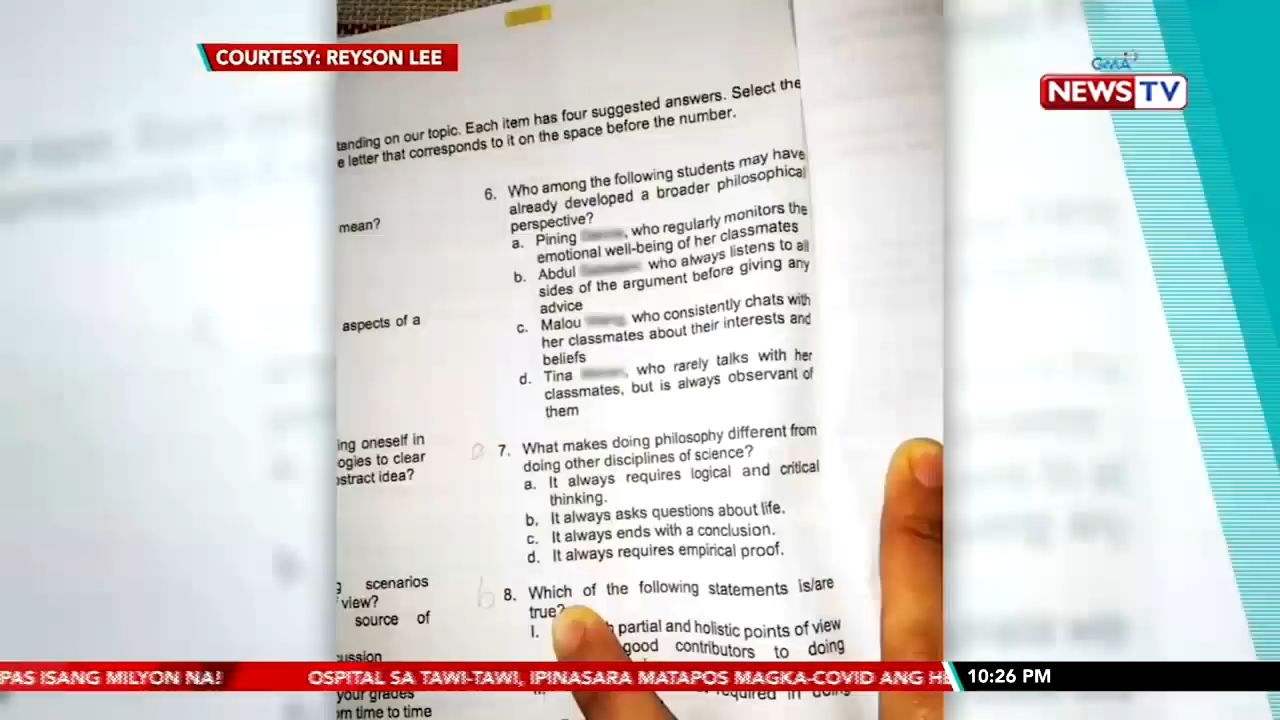 COURTESY: REYSON LEE
GMA
NEWS TV
tanding on our topic. Each item has four suggested answers. Select the
e letter that corresponds to it on the space before the number.
mean?
aspects of a
ing oneself in
ogies to clear
ostract idea?
scenarios
view?
source of
ussion
your grades
om time to time
6. Who among the following students may have
already developed a broader philosophical
perspective?
a. Pining , who regularly monitors the
emotional well-being of her classmates
b. Abdul who always listens to all
sides of the argument before giving any
advice
c. Malou , who consistently chats with
her classmates about their interests and
beliefs
d. Tina , who rarely talks with her
classmates, but is always observant of
them
a 7. What makes doing philosophy different from
doing other disciplines of science?
a. It always requires logical and critical
thinking.
b. It always asks questions about life.
c. It always ends with a conclusion.
d. It always requires empirical proof.
b 8. Which of the following statements is/are
true?
I. partial and holistic points of view
good contributors to doing
required in doing
PAS ISANG MILYON NA! OSPITAL SA TAWI-TAWI, IPINASARA MATAPOS MAGKA-COVID ANG HE
10:26 PM